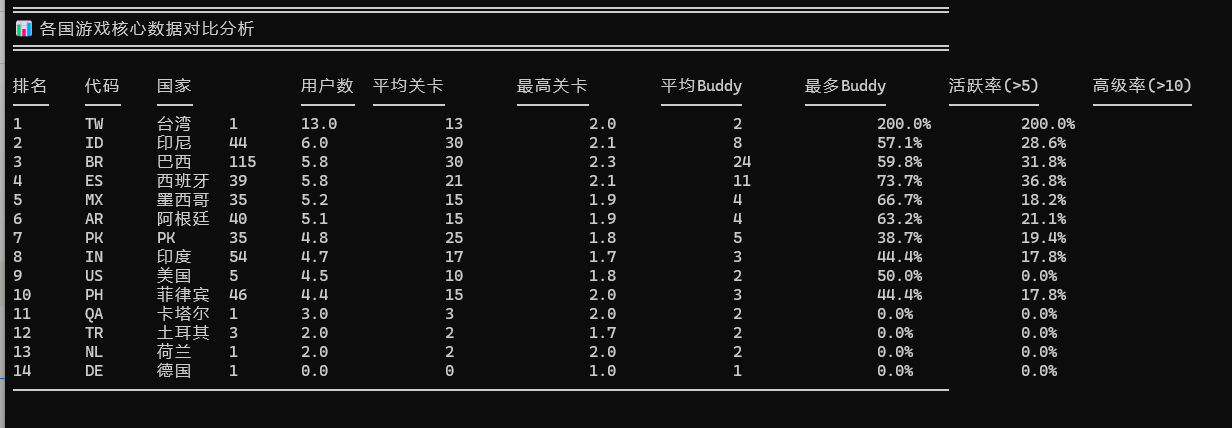 📊 各国游戏核心数据对比分析
排名 代码 国家 用户数 平均关卡 最高关卡 平均Buddy 最多Buddy 活跃率(>5) 高级率(>10)
1 TW 台湾 1 13.0 13 2.0 2 200.0% 200.0%
2 ID 印尼 44 6.0 30 2.1 8 57.1% 28.6%
3 BR 巴西 115 5.8 30 2.3 24 59.8% 31.8%
4 ES 西班牙 39 5.8 21 2.1 11 73.7% 36.8%
5 MX 墨西哥 35 5.2 15 1.9 4 66.7% 18.2%
6 AR 阿根廷 40 5.1 15 1.9 4 63.2% 21.1%
7 PK PK 35 4.8 25 1.8 5 38.7% 19.4%
8 IN 印度 54 4.7 17 1.7 3 44.4% 17.8%
9 US 美国 5 4.5 10 1.8 2 50.0% 0.0%
10 PH 菲律宾 46 4.4 15 2.0 3 44.4% 17.8%
11 QA 卡塔尔 1 3.0 3 2.0 2 0.0% 0.0%
12 TR 土耳其 3 2.0 2 1.7 2 0.0% 0.0%
13 NL 荷兰 1 2.0 2 2.0 2 0.0% 0.0%
14 DE 德国 1 0.0 0 1.0 1 0.0% 0.0%